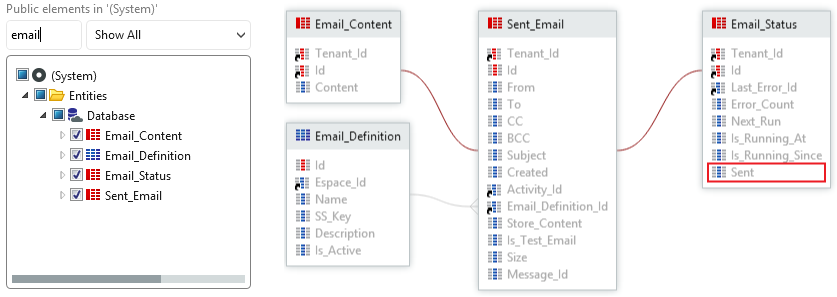 Public elements in '(System)'
email
Show All
(System)
Entities
Database
Email_Content
Email_Definition
Email_Status
Sent_Email
Email_Content
Tenant_Id
Id
Content
Email_Definition
Id
Espace_Id
Name
SS_Key
Description
Is_Active
Sent_Email
Tenant_Id
Id
From
To
CC
BCC
Subject
Created
Activity_Id
Email_Definition_Id
Store_Content
Is_Test_Email
Size
Message_Id
Email_Status
Tenant_Id
Id
Last_Error_Id
Error_Count
Next_Run
Is_Running_At
Is_Running_Since
Sent